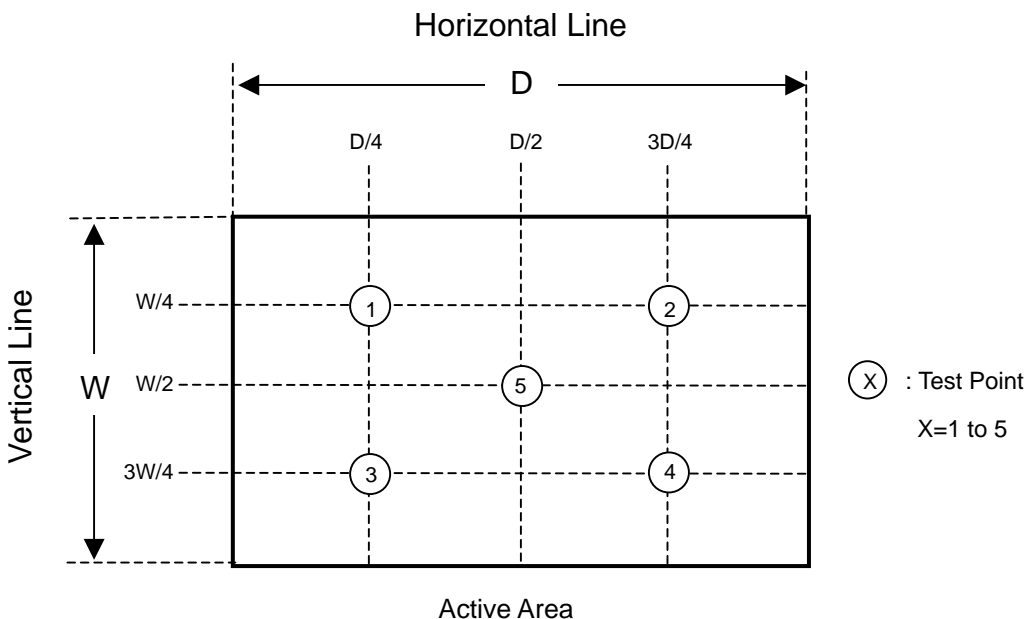 Horizontal Line
D
D/4 D/2 3D/4
W/4
1 2
Vertical Line
W
W/2
5
X : Test Point
X=1 to 5
3W/4
3 4
Active Area